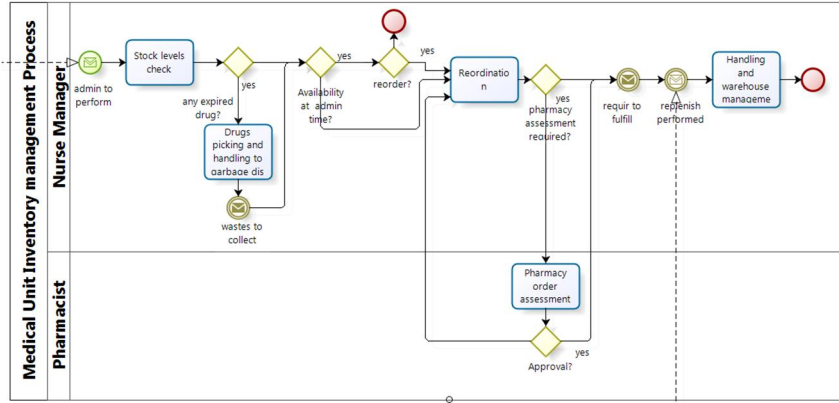 Medical Unit Inventory management Process
Nurse Manager
admin to
perform
Stock levels
check
any expired
drug?
yes
Drugs
picking and
handling to
garbage dis
wastes to
collect
Availability
at admin
time?
yes
reorder?
yes
Reordinatio
n
pharmacy
assessment
required?
yes
requir to
fulfill
replenish
performed
Handling
and
warehouse
manageme
Pharmacist
Pharmacy
order
assessment
Approval?
yes